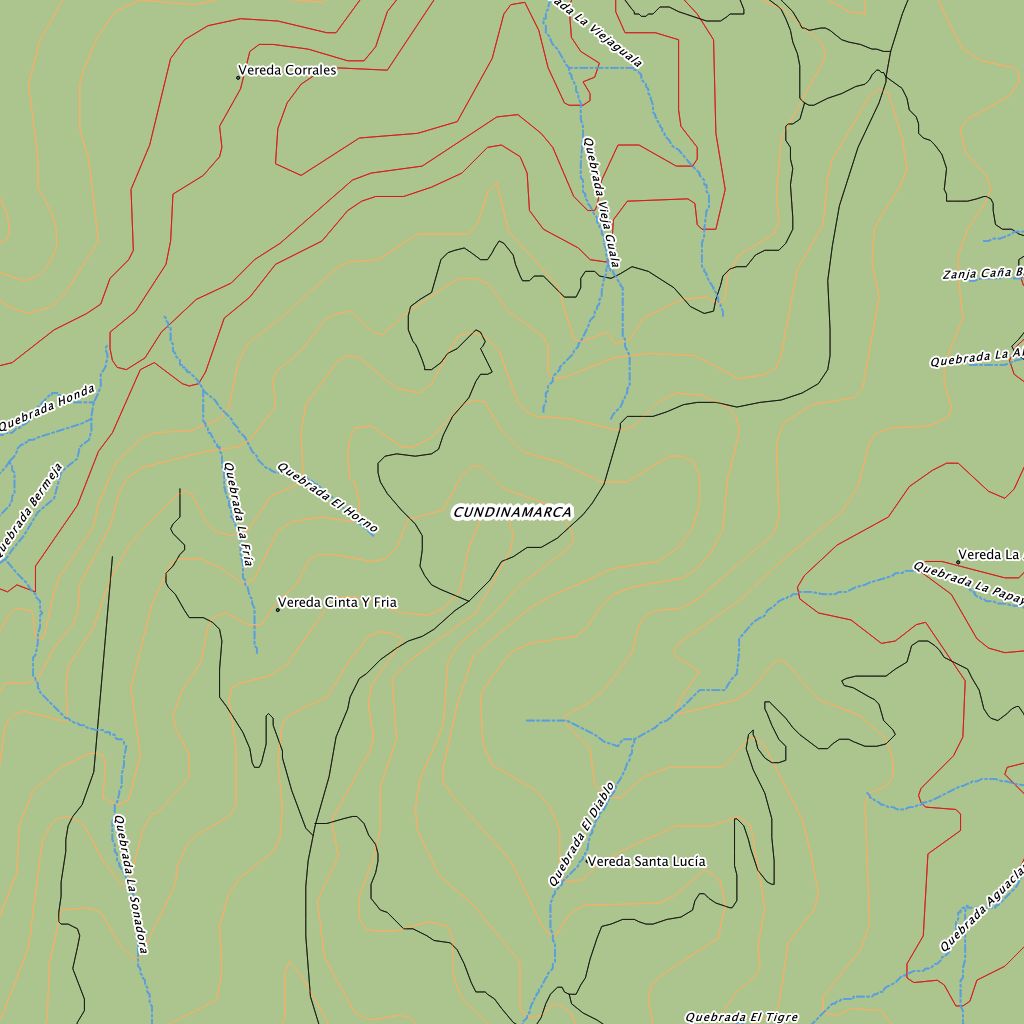 Quebrada La Viejaguala
Vereda Corrales
Quebrada Vieja Guala
Zanja Caña
Quebrada La
Quebrada Honda
Quebrada Bermeja
Quebrada La Fría
Quebrada El Horno
CUNDINAMARCA
Vereda La
Quebrada La Papay
Vereda Cinta Y Fria
Quebrada El Diablo
Vereda Santa Lucía
Quebrada La Sonadora
Quebrada Aguacla
Quebrada El Tigre